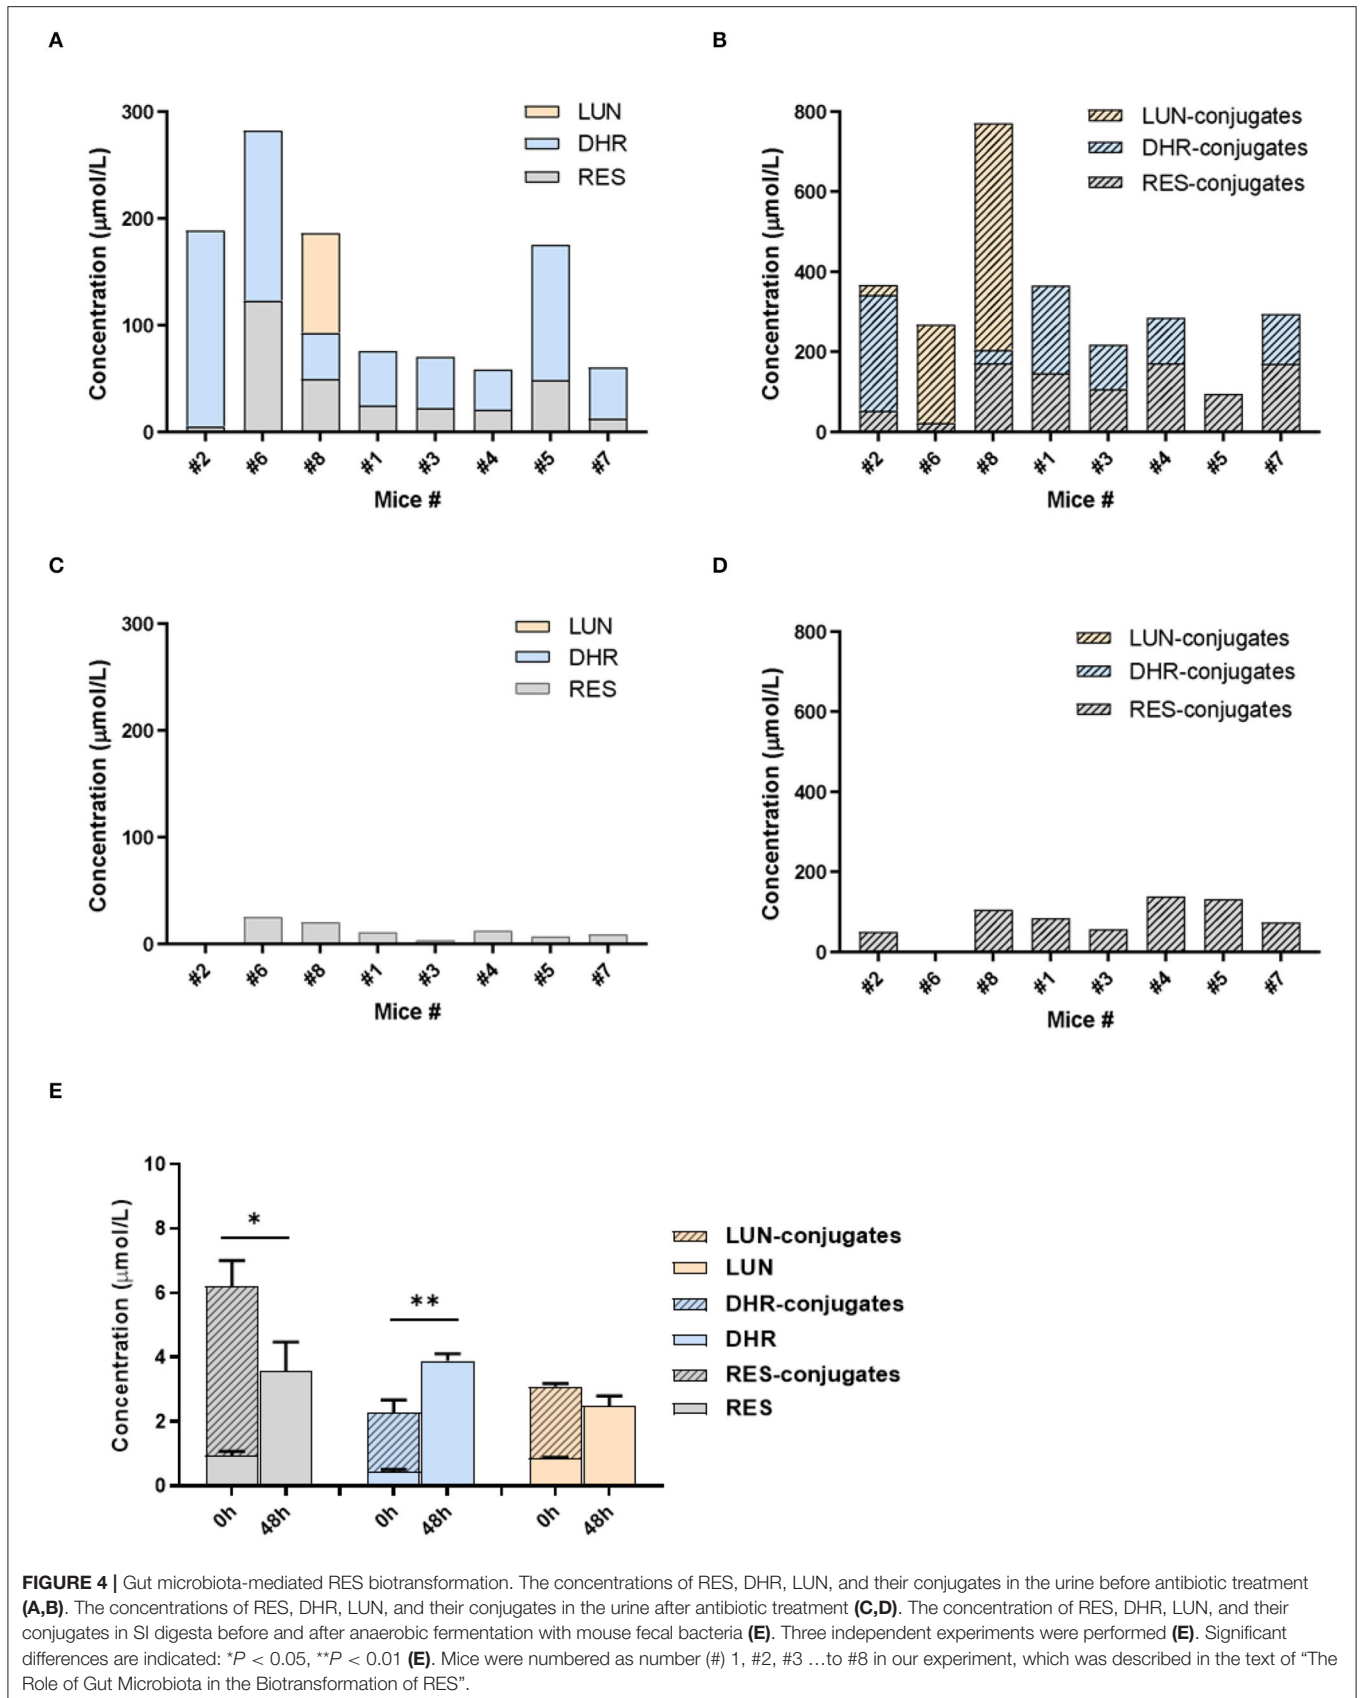 A
300
200
100
0
Concentration (μmol/L)
LUN
DHR
RES
#2 #6 #8 #1 #3 #4 #5 #7
Mice #
B
800
600
400
200
0
Concentration (μmol/L)
LUN-conjugates
DHR-conjugates
RES-conjugates
#2 #6 #8 #1 #3 #4 #5 #7
Mice #
C
300
200
100
0
Concentration (μmol/L)
LUN
DHR
RES
#2 #6 #8 #1 #3 #4 #5 #7
Mice #
D
800
600
400
200
0
Concentration (μmol/L)
LUN-conjugates
DHR-conjugates
RES-conjugates
#2 #6 #8 #1 #3 #4 #5 #7
Mice #
E
10
8
6
4
2
0
Concentration (μmol/L)
*
**
LUN-conjugates
LUN
DHR-conjugates
DHR
RES-conjugates
RES
0h 48h 0h 48h 0h 48h
FIGURE 4 | Gut microbiota-mediated RES biotransformation. The concentrations of RES, DHR, LUN, and their conjugates in the urine before antibiotic treatment
(A,B). The concentrations of RES, DHR, LUN, and their conjugates in the urine after antibiotic treatment (C,D). The concentration of RES, DHR, LUN, and their
conjugates in SI digesta before and after anaerobic fermentation with mouse fecal bacteria (E). Three independent experiments were performed (E). Significant
differences are indicated: *P < 0.05, **P < 0.01 (E). Mice were numbered as number (#) 1, #2, #3 …to #8 in our experiment, which was described in the text of “The
Role of Gut Microbiota in the Biotransformation of RES”.